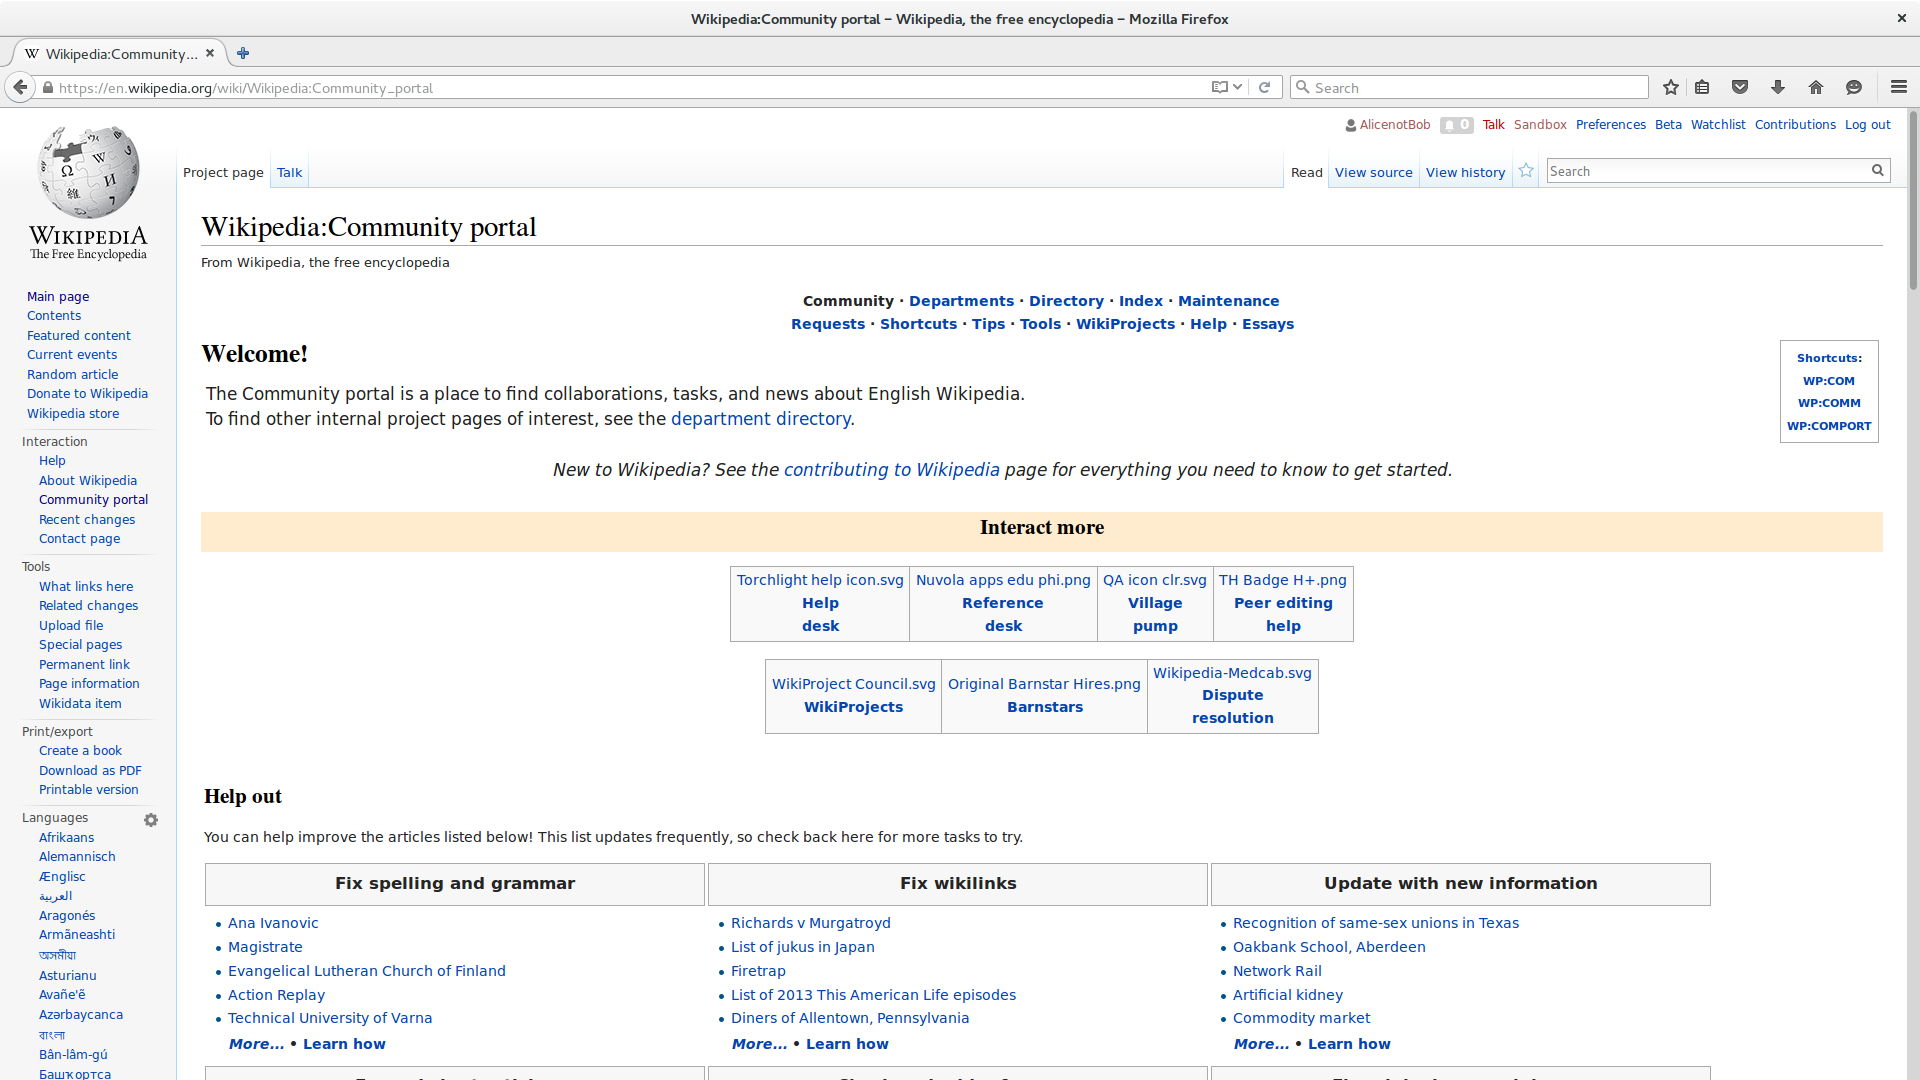 Wikipedia:Community portal – Wikipedia, the free encyclopedia – Mozilla Firefox
W Wikipedia:Community...
https://en.wikipedia.org/wiki/Wikipedia:Community_portal
Search
AlicenotBob 0 Talk Sandbox Preferences Beta Watchlist Contributions Log out
Project page Talk Read View source View history Search
WIKIPEDIA
The Free Encyclopedia
Main page
Contents
Featured content
Current events
Random article
Donate to Wikipedia
Wikipedia store
Interaction
Help
About Wikipedia
Community portal
Recent changes
Contact page
Tools
What links here
Related changes
Upload file
Special pages
Permanent link
Page information
Wikidata item
Print/export
Create a book
Download as PDF
Printable version
Languages
Afrikaans
Alemannisch
Ænglisc
العربية
Aragonés
Armãneashti
অসমীয়া
Asturianu
Avañe'ẽ
Azərbaycanca
বাংলা
Bân-lâm-gú
Башҡортса
Wikipedia:Community portal
From Wikipedia, the free encyclopedia
Community · Departments · Directory · Index · Maintenance
Requests · Shortcuts · Tips · Tools · WikiProjects · Help · Essays
Welcome!
The Community portal is a place to find collaborations, tasks, and news about English Wikipedia.
To find other internal project pages of interest, see the department directory.
Shortcuts:
WP:COM
WP:COMM
WP:COMPORT
New to Wikipedia? See the contributing to Wikipedia page for everything you need to know to get started.
Interact more
Torchlight help icon.svg
Help
desk
Nuvola apps edu phi.png
Reference
desk
QA icon clr.svg
Village
pump
TH Badge H+.png
Peer editing
help
WikiProject Council.svg
WikiProjects
Original Barnstar Hires.png
Barnstars
Wikipedia-Medcab.svg
Dispute
resolution
Help out
You can help improve the articles listed below! This list updates frequently, so check back here for more tasks to try.
Fix spelling and grammar
• Ana Ivanovic
• Magistrate
• Evangelical Lutheran Church of Finland
• Action Replay
• Technical University of Varna
More... • Learn how
Fix wikilinks
• Richards v Murgatroyd
• List of jukus in Japan
• Firetrap
• List of 2013 This American Life episodes
• Diners of Allentown, Pennsylvania
More... • Learn how
Update with new information
• Recognition of same-sex unions in Texas
• Oakbank School, Aberdeen
• Network Rail
• Artificial kidney
• Commodity market
More... • Learn how